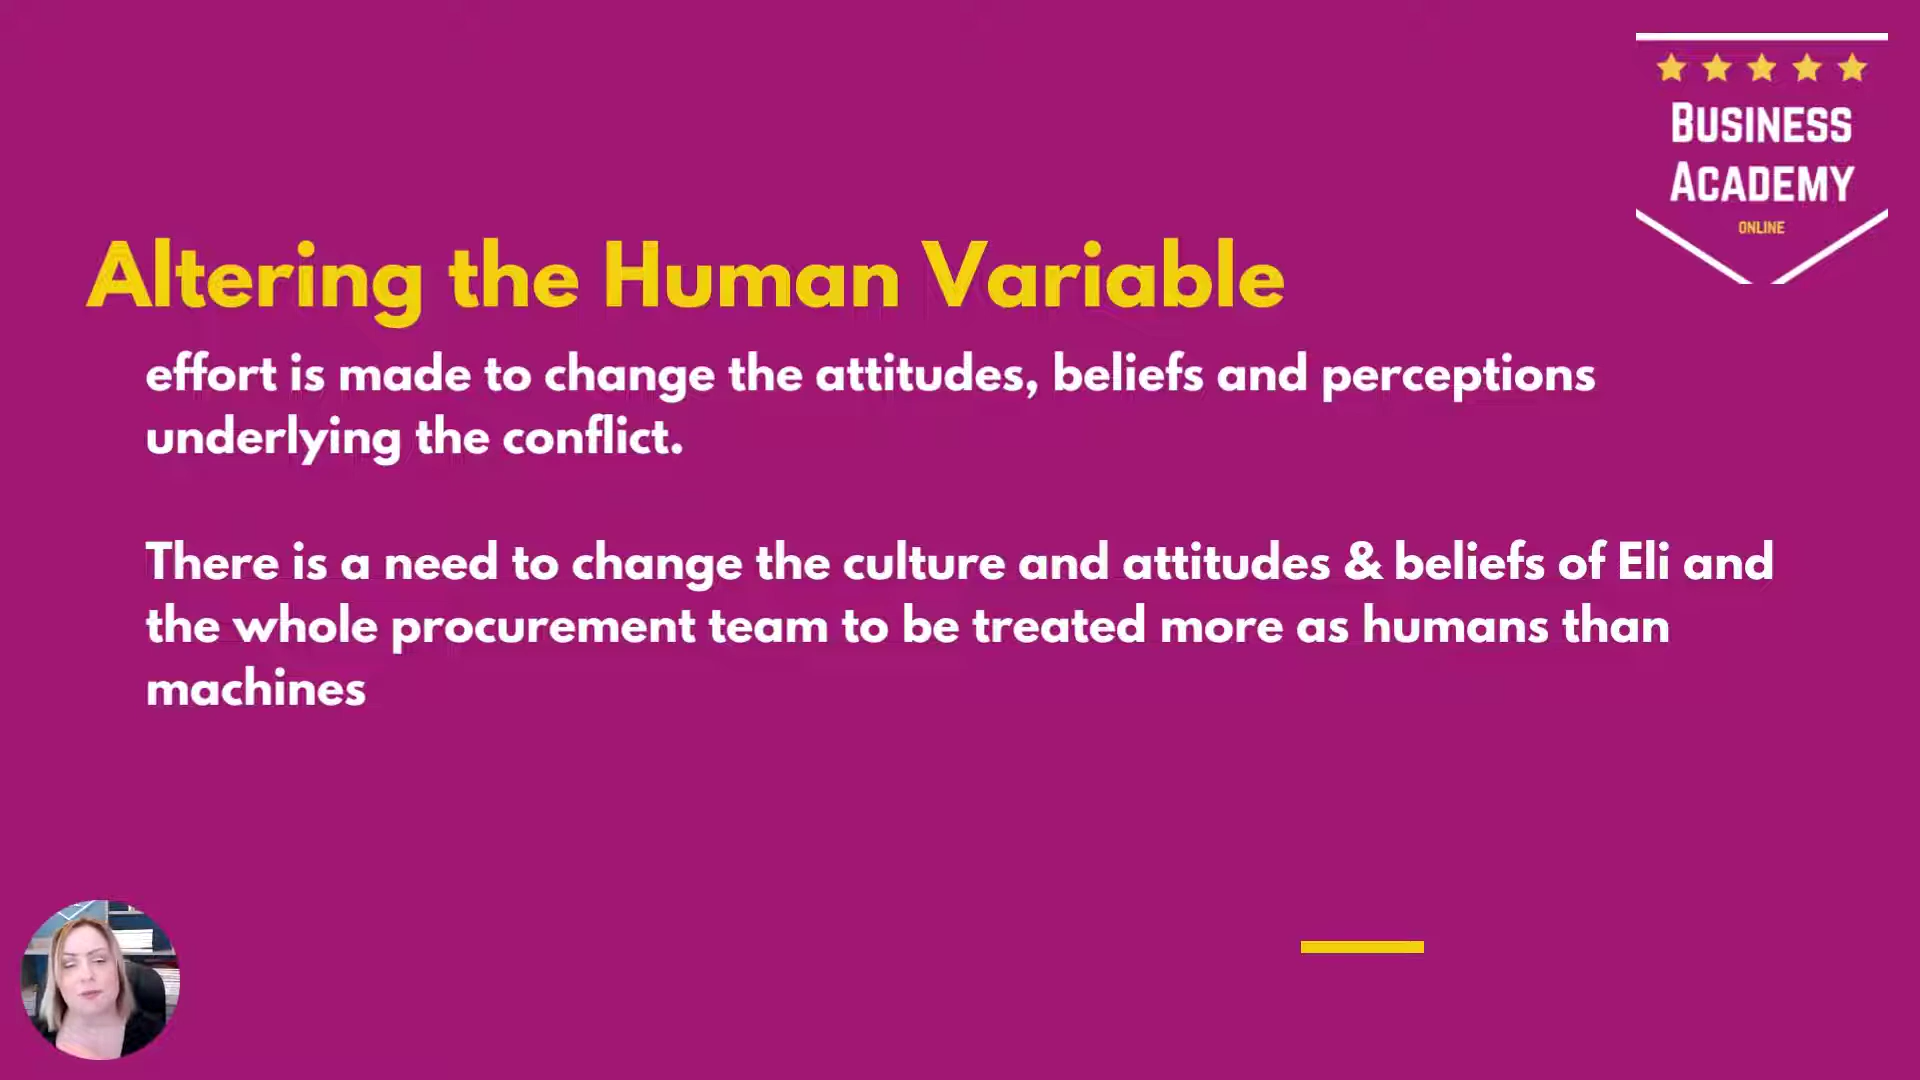 BUSINESS
ACADEMY
ONLINE
Altering the Human Variable
effort is made to change the attitudes, beliefs and perceptions
underlying the conflict.
There is a need to change the culture and attitudes & beliefs of Eli and
the whole procurement team to be treated more as humans than
machines